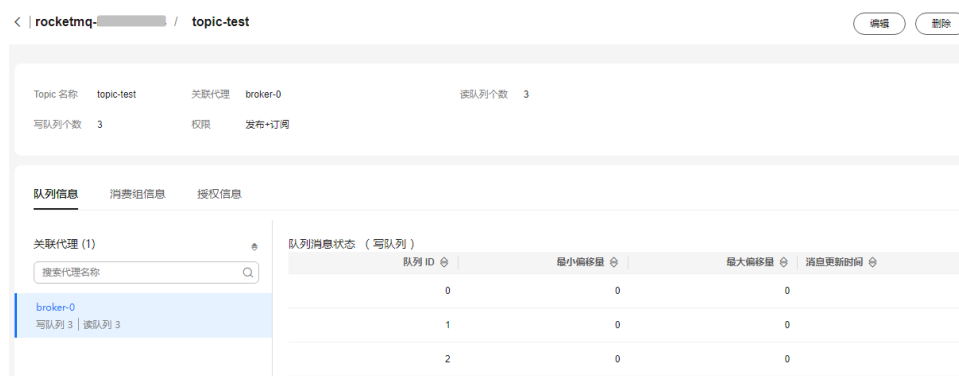 < | rocketmq- / topic-test 编辑 删除
Topic 名称 topic-test 关联代理 broker-0 读队列个数 3
写队列个数 3 权限 发布+订阅
队列信息 消费组信息 授权信息
关联代理 (1)
搜索代理名称
broker-0
写队列 3 | 读队列 3
队列消息状态 （ 写队列 ）
队列 ID 最小偏移量 最大偏移量 消息更新时间
0 0 0
1 0 0
2 0 0